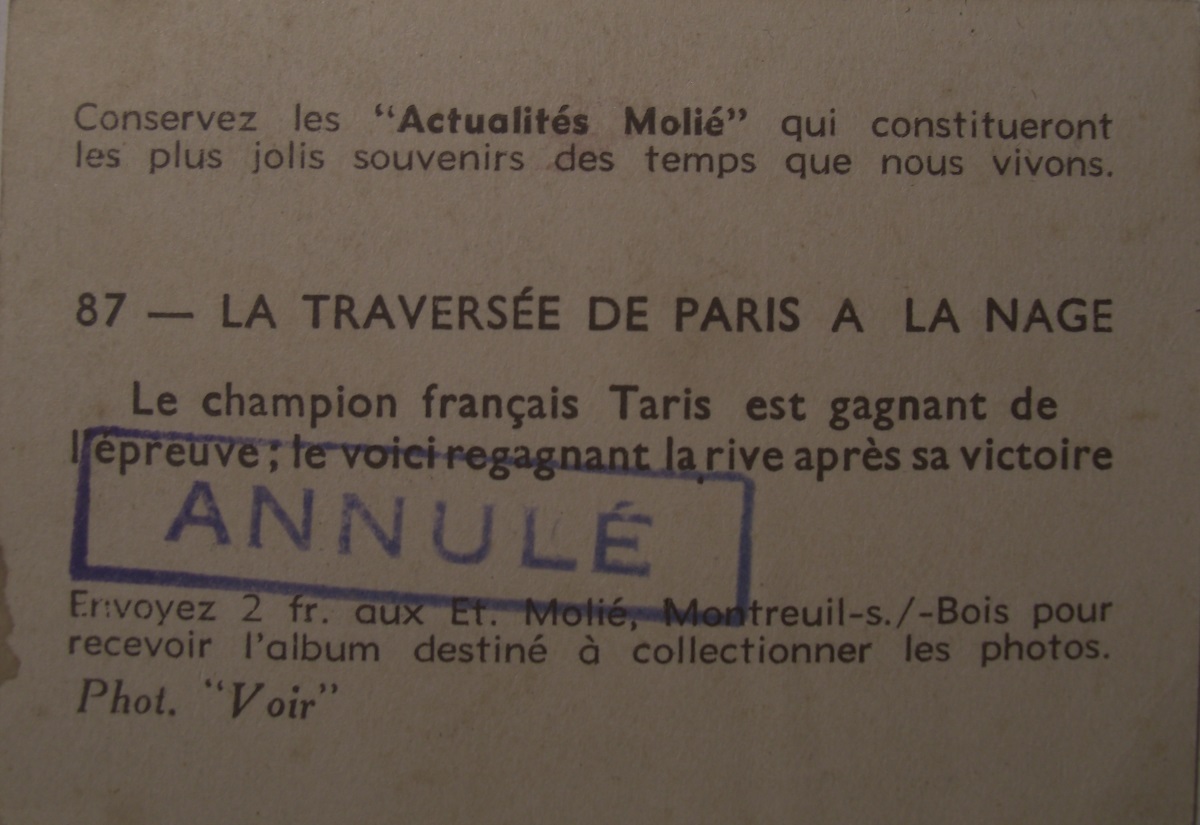 Conservez les “Actualités Molié” qui constitueront
les plus jolis souvenirs des temps que nous vivons.
87 — LA TRAVERSÉE DE PARIS A LA NAGE
Le champion français Taris est gagnant de
l'épreuve; le voici regagnant la rive après sa victoire
ANNULÉ
Envoyez 2 fr. aux Et. Molié, Montreuil-s./-Bois pour
recevoir l'album destiné à collectionner les photos.
Phot. “Voir”